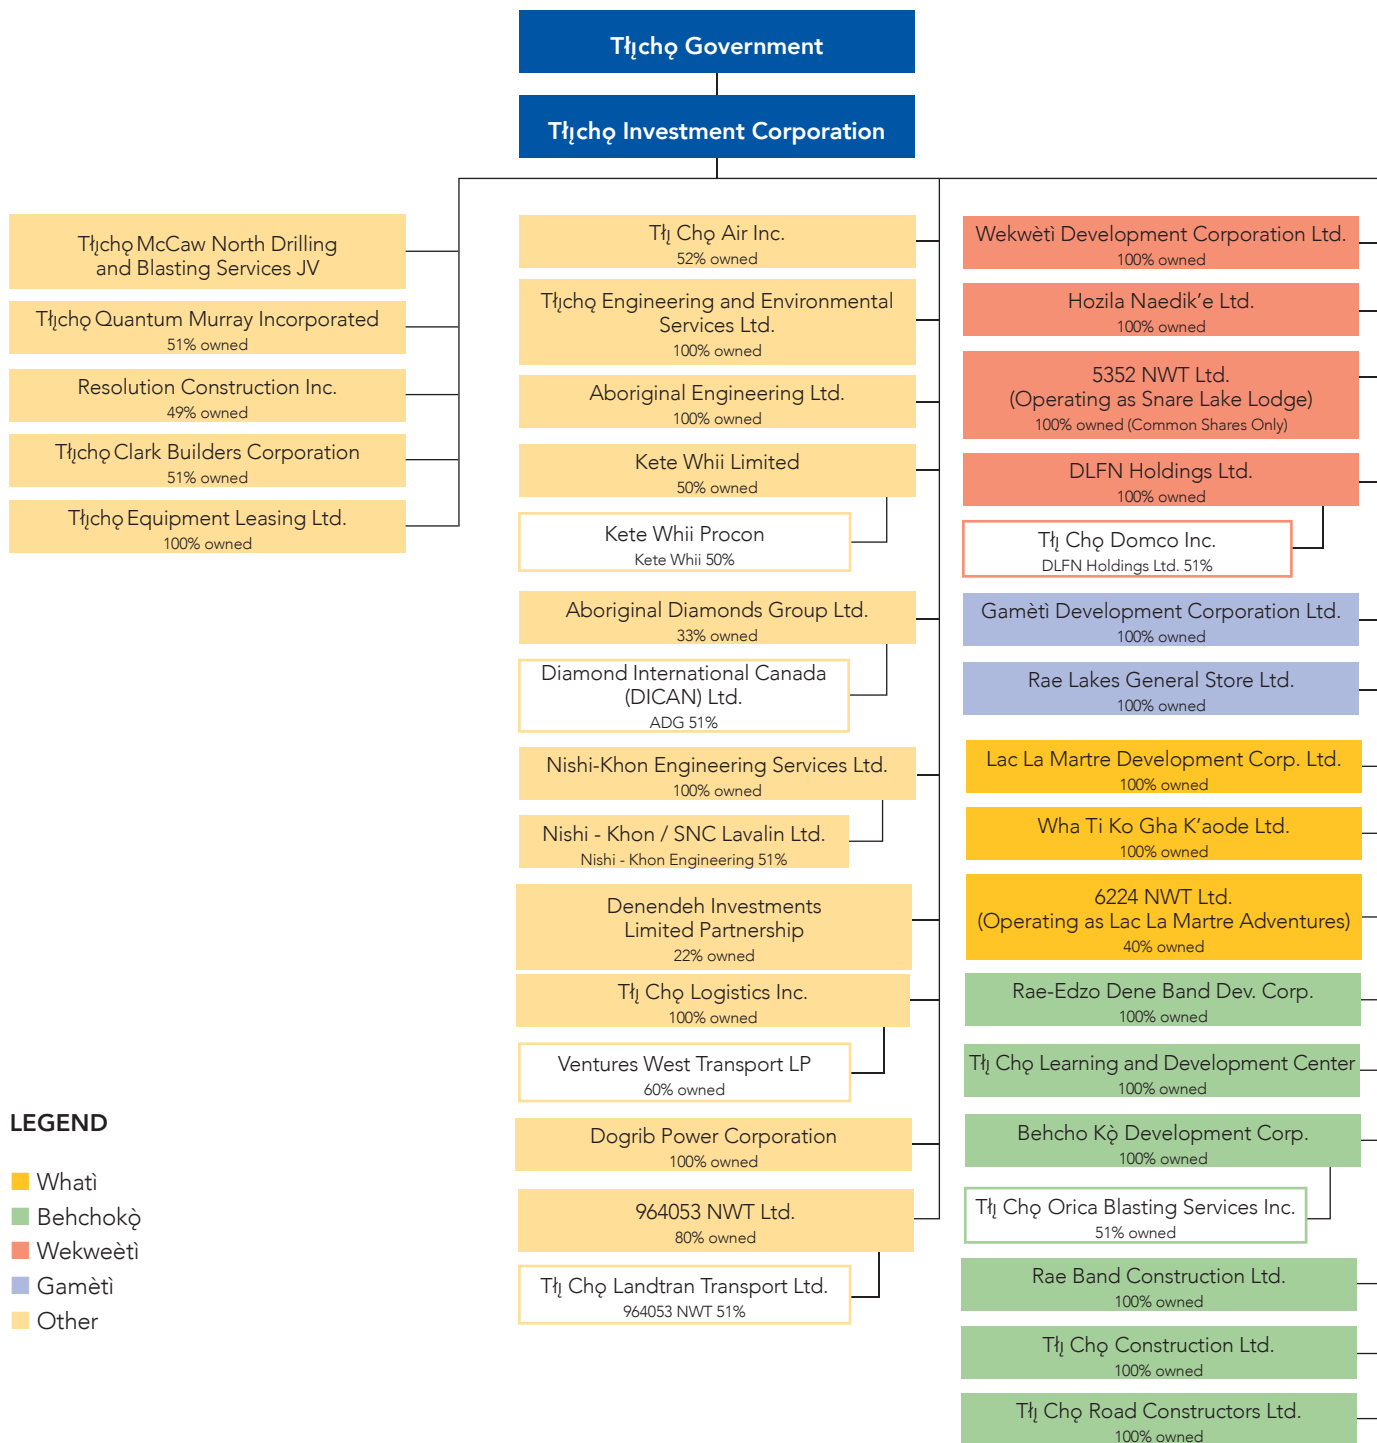 Tłı̨chǫ Government
Tłı̨chǫ Investment Corporation
Tłı̨chǫ McCaw North Drilling
and Blasting Services JV
Tłı̨chǫ Quantum Murray Incorporated
51% owned
Resolution Construction Inc.
49% owned
Tłı̨chǫ Clark Builders Corporation
51% owned
Tłı̨chǫ Equipment Leasing Ltd.
100% owned
Tłı̨ Chǫ Air Inc.
52% owned
Tłı̨chǫ Engineering and Environmental
Services Ltd.
100% owned
Aboriginal Engineering Ltd.
100% owned
Kete Whii Limited
50% owned
Kete Whii Procon
Kete Whii 50%
Aboriginal Diamonds Group Ltd.
33% owned
Diamond International Canada
(DICAN) Ltd.
ADG 51%
Nishi-Khon Engineering Services Ltd.
100% owned
Nishi - Khon / SNC Lavalin Ltd.
Nishi - Khon Engineering 51%
Denendeh Investments
Limited Partnership
22% owned
Tłı̨ Chǫ Logistics Inc.
100% owned
Ventures West Transport LP
60% owned
Dogrib Power Corporation
100% owned
964053 NWT Ltd.
80% owned
Tłı̨ Chǫ Landtran Transport Ltd.
964053 NWT 51%
Wekwètì Development Corporation Ltd.
100% owned
Hozila Naedik’e Ltd.
100% owned
5352 NWT Ltd.
(Operating as Snare Lake Lodge)
100% owned (Common Shares Only)
DLFN Holdings Ltd.
100% owned
Tłı̨ Chǫ Domco Inc.
DLFN Holdings Ltd. 51%
Gamètì Development Corporation Ltd.
100% owned
Rae Lakes General Store Ltd.
100% owned
Lac La Martre Development Corp. Ltd.
100% owned
Wha Ti Ko Gha K’aode Ltd.
100% owned
6224 NWT Ltd.
(Operating as Lac La Martre Adventures)
40% owned
Rae-Edzo Dene Band Dev. Corp.
100% owned
Tłı̨ Chǫ Learning and Development Center
100% owned
Behcho Kǫ̀ Development Corp.
100% owned
Tłı̨ Chǫ Orica Blasting Services Inc.
51% owned
Rae Band Construction Ltd.
100% owned
Tłı̨ Chǫ Construction Ltd.
100% owned
Tłı̨ Chǫ Road Constructors Ltd.
100% owned
LEGEND
Whatì
Behchokǫ̀
Wekweètì
Gamètì
Other